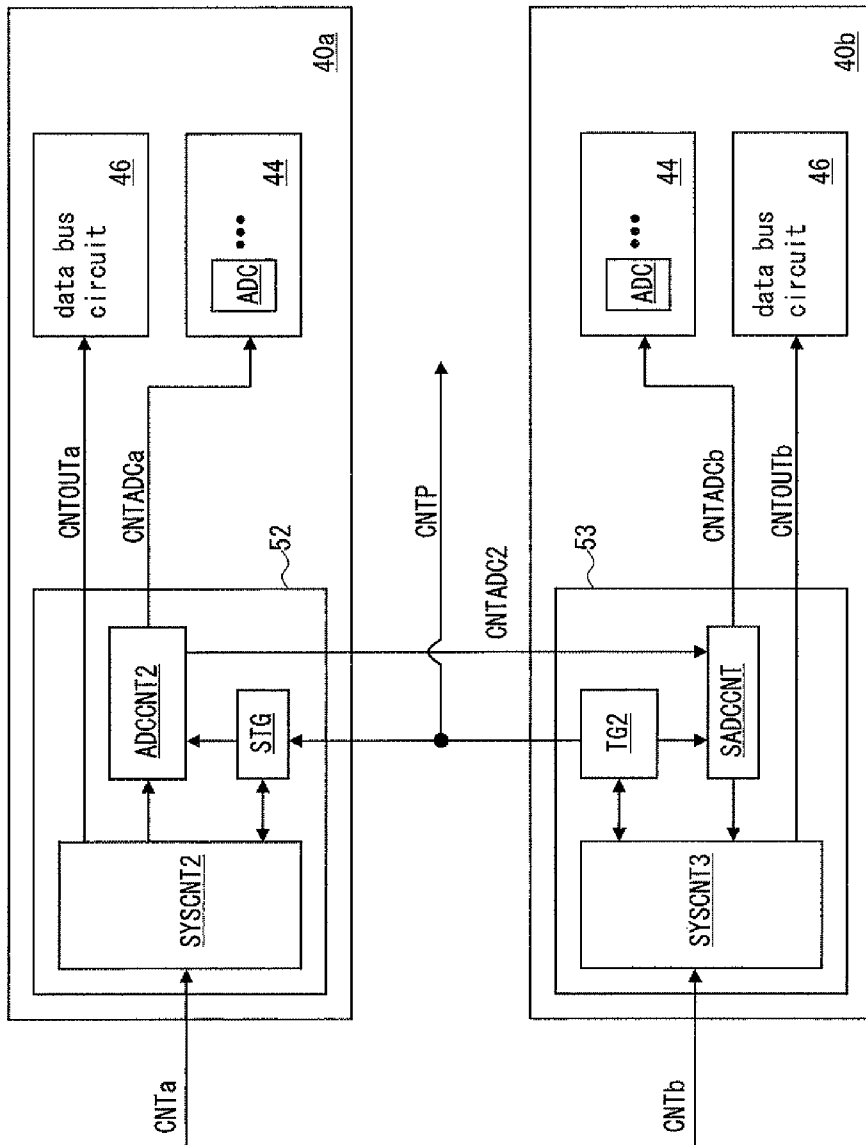 40a
data bus
circuit
46
ADC
•••
44
CNTOUTa
CNTADCa
52
ADCCNT2
STG
SYSCNT2
CNTa
CNTP
CNTADC2
40b
ADC
•••
44
data bus
circuit
46
CNTADCb
CNTOUTb
53
TG2
SADCCNT
SYSCNT3
CNTb